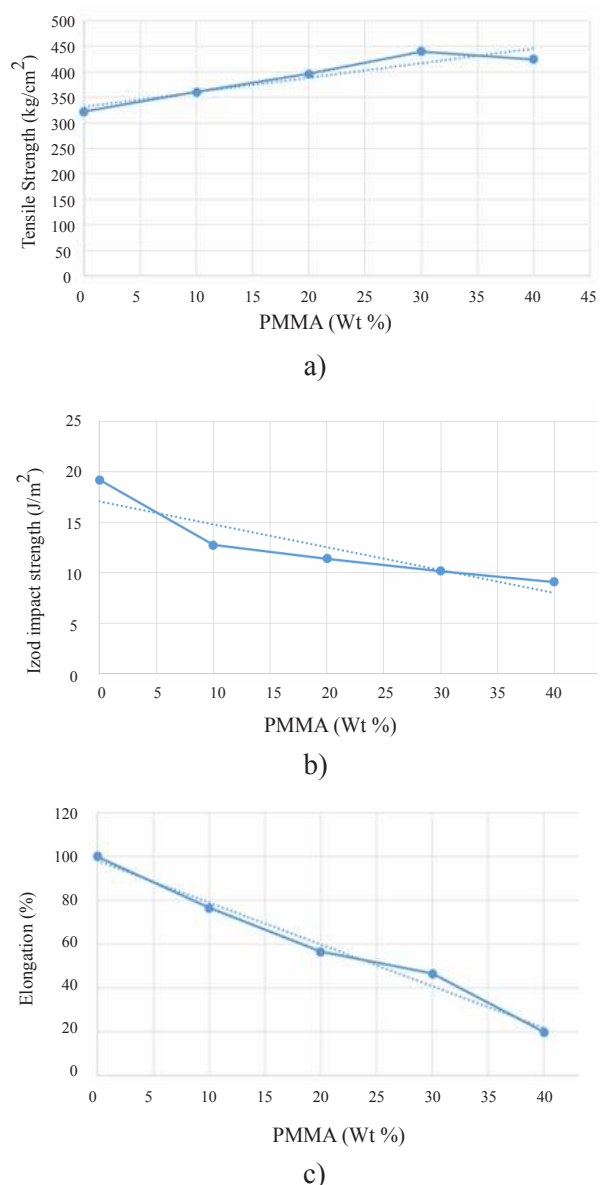 500
450
400
350
300
250
200
150
100
50
0
Tensile Strength (kg/cm²)
0 5 10 15 20 25 30 35 40 45
PMMA (Wt %)
a)
25
20
15
10
5
0
Izod impact strength (J/m²)
0 5 10 15 20 25 30 35 40
PMMA (Wt %)
b)
120
100
80
60
40
20
0
Elongation (%)
0 5 10 15 20 25 30 35 40
PMMA (Wt %)
c)